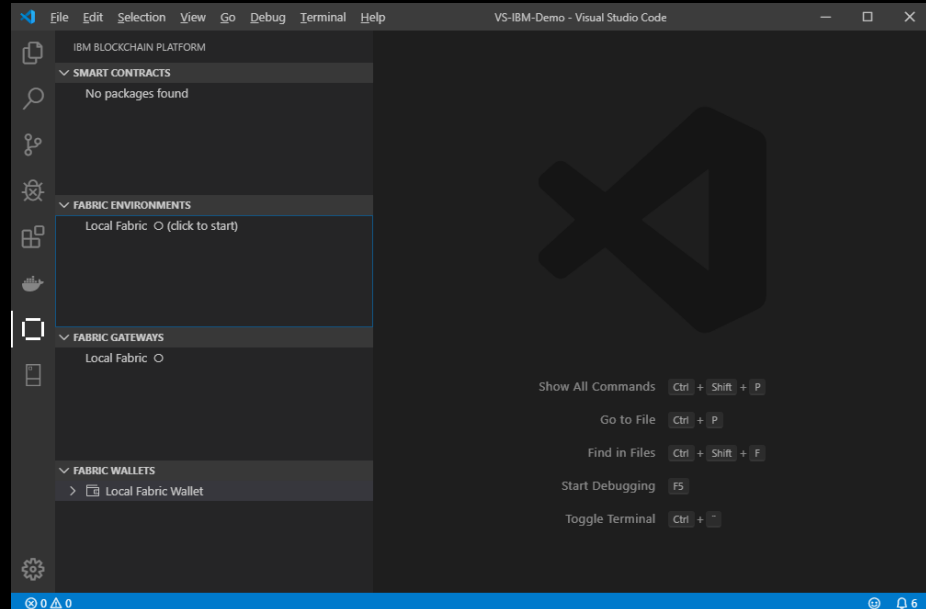 File Edit Selection View Go Debug Terminal Help VS-IBM-Demo - Visual Studio Code
IBM BLOCKCHAIN PLATFORM
SMART CONTRACTS
No packages found
FABRIC ENVIRONMENTS
Local Fabric ○ (click to start)
FABRIC GATEWAYS
Local Fabric ○
FABRIC WALLETS
Local Fabric Wallet
Show All Commands Ctrl + Shift + P
Go to File Ctrl + P
Find in Files Ctrl + Shift + F
Start Debugging F5
Toggle Terminal Ctrl + ¨
0 0 6